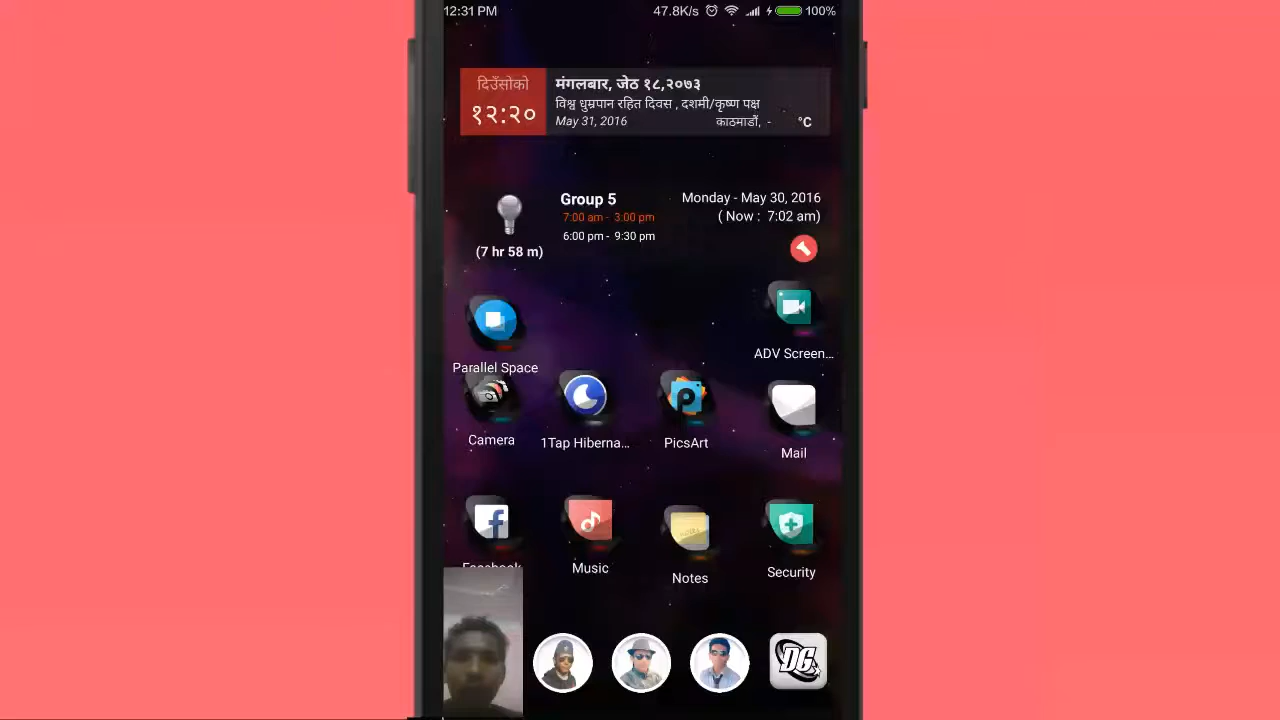 12:31 PM
47.8K/s
100%
दिउँसोको
१२:२०
मंगलबार, जेठ १८,२०७३
विश्व धुम्रपान रहित दिवस , दशमी/कृष्ण पक्ष
May 31, 2016
काठमाडौं, -
°C
Group 5
7:00 am - 3:00 pm
6:00 pm - 9:30 pm
(7 hr 58 m)
Monday - May 30, 2016
( Now : 7:02 am)
Parallel Space
ADV Screen...
Camera
1Tap Hiberna...
PicsArt
Mail
Facebook
Music
Notes
Security
DG